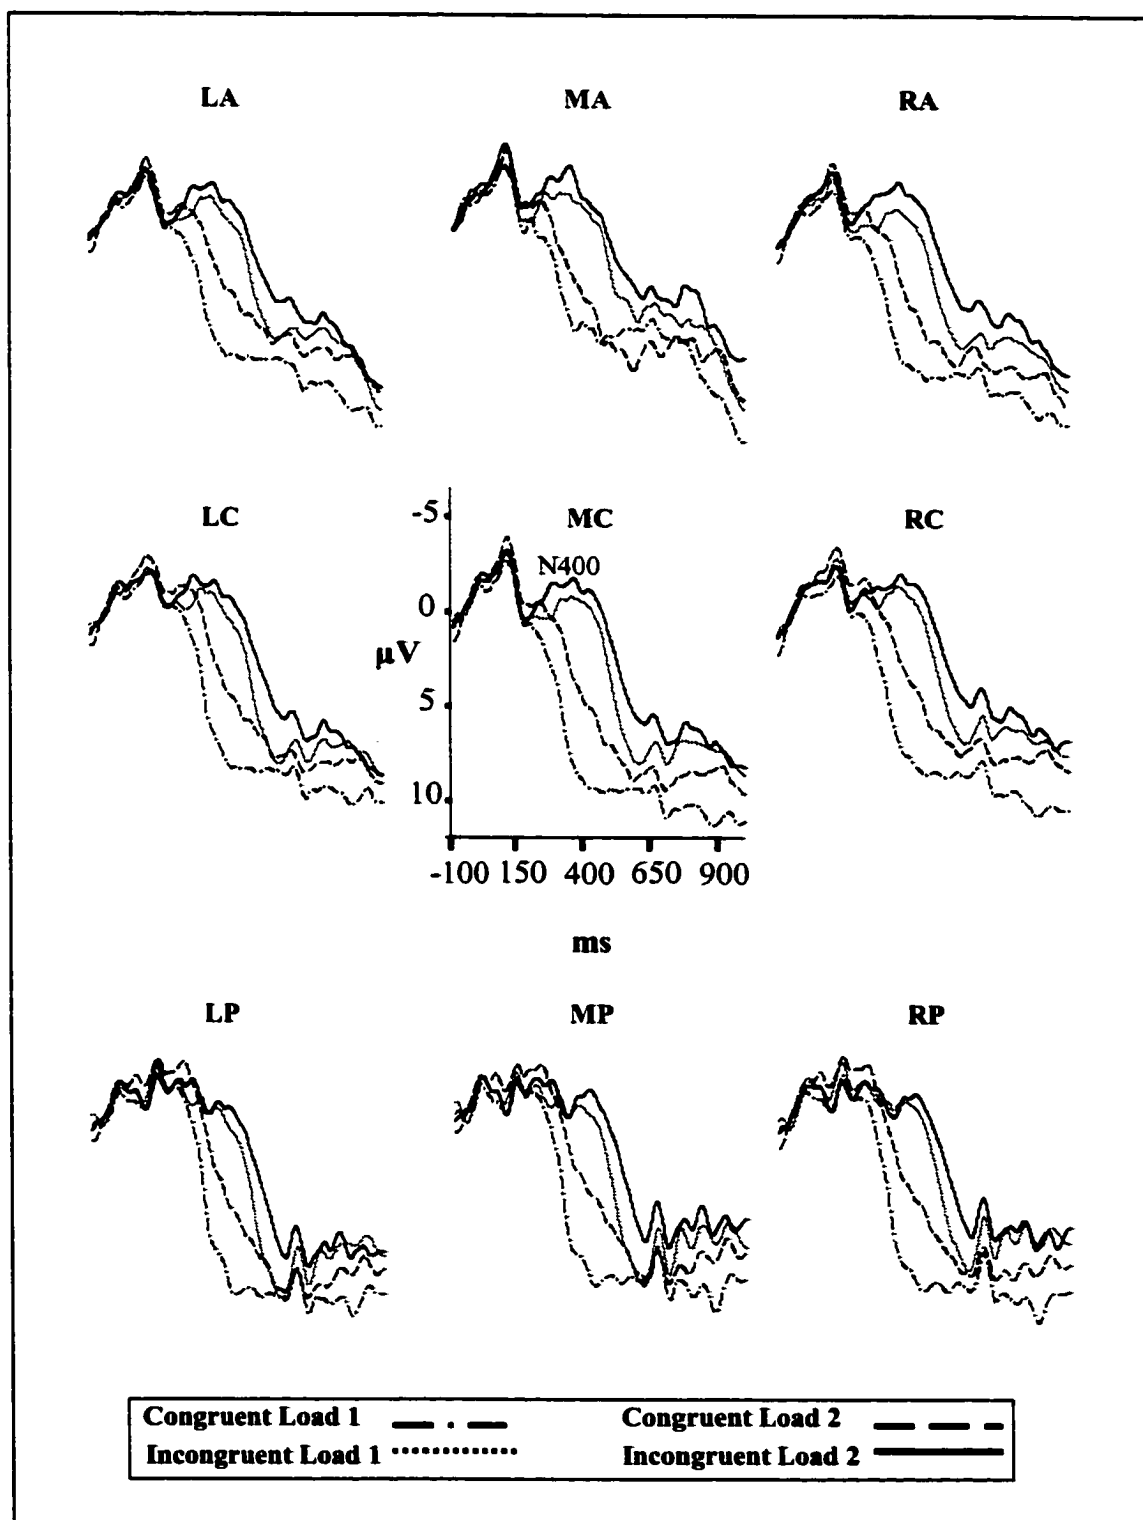 LA MA RA
LC MC RC
-5
N400
0
µV
5
10
-100 150 400 650 900
ms
LP MP RP
Congruent Load 1 Congruent Load 2
Incongruent Load 1 Incongruent Load 2